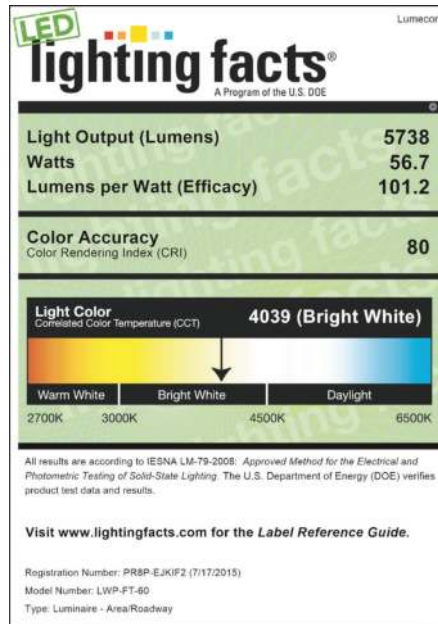 Lumecon
LED
lighting facts®
A Program of the U.S. DOE
©
Light Output (Lumens) 5738
Watts 56.7
Lumens per Watt (Efficacy) 101.2
Color Accuracy 80
Color Rendering Index (CRI)
Light Color 4039 (Bright White)
Correlated Color Temperature (CCT)
Warm White Bright White Daylight
2700K 3000K 4500K 6500K
All results are according to IESNA LM-79-2008: Approved Method for the Electrical and
Photometric Testing of Solid-State Lighting. The U.S. Department of Energy (DOE) verifies
product test data and results.
Visit www.lightingfacts.com for the Label Reference Guide.
Registration Number: PR8P-EJKIF2 (7/17/2015)
Model Number: LWP-FT-60
Type: Luminaire - Area/Roadway